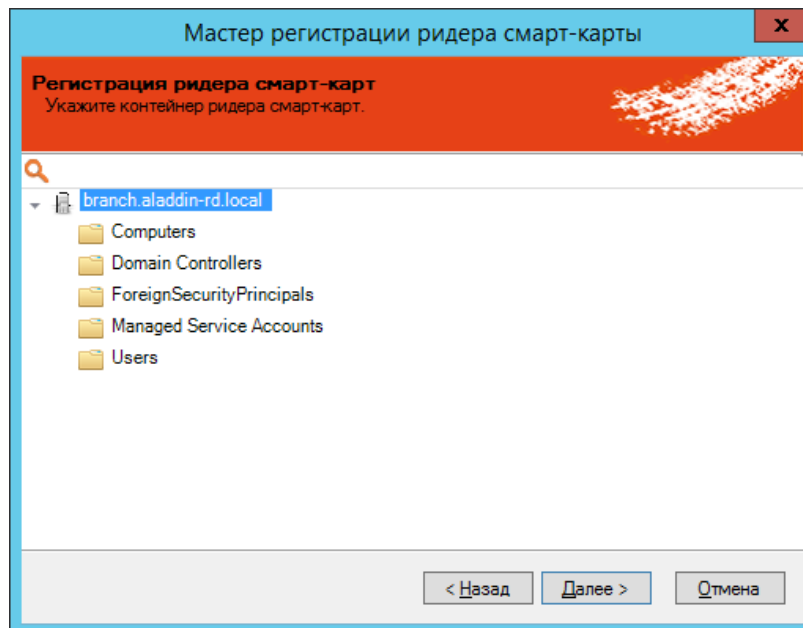 Мастер регистрации ридера смарт-карты
x
Регистрация ридера смарт-карт
Укажите контейнер ридера смарт-карт.
branch.aladdin-rd.local
Computers
Domain Controllers
ForeignSecurityPrincipals
Managed Service Accounts
Users
< Назад Далее > Отмена